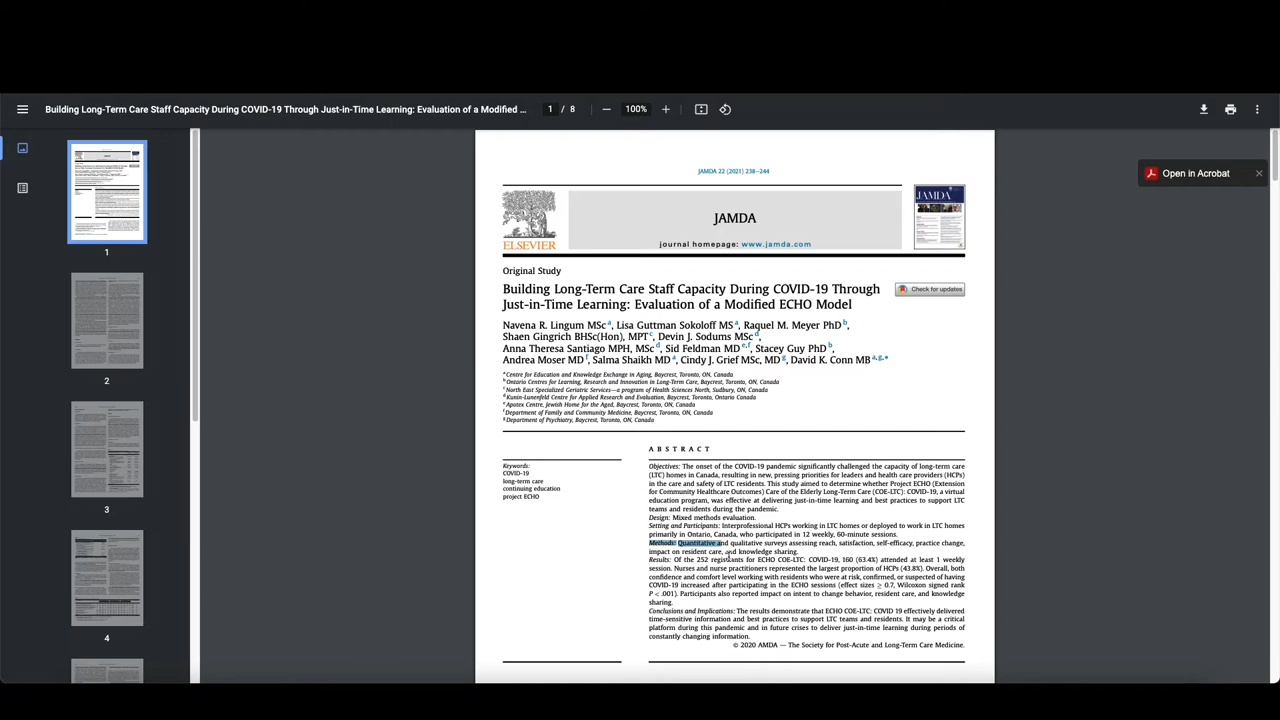 Building Long-Term Care Staff Capacity During COVID-19 Through Just-in-Time Learning: Evaluation of a Modified ...
1 / 8
100%
Open in Acrobat
1
2
3
4
JAMDA 22 (2021) 238–244
JAMDA
JAMDA
ELSEVIER
journal homepage: www.jamda.com
Original Study
Building Long-Term Care Staff Capacity During COVID-19 Through
Just-in-Time Learning: Evaluation of a Modified ECHO Model
Check for updates
Navena R. Lingum MSc a, Lisa Guttman Sokoloff MS a, Raquel M. Meyer PhD b,
Shaen Gingrich BHSc(Hon), MPT c, Devin J. Sodums MSc d,
Anna Theresa Santiago MPH, MSc d, Sid Feldman MD e,f, Stacey Guy PhD b,
Andrea Moser MD f, Salma Shaikh MD a, Cindy J. Grief MSc, MD g, David K. Conn MB a,g,*
a Centre for Education and Knowledge Exchange in Aging, Baycrest, Toronto, ON, Canada
b Ontario Centres for Learning, Research and Innovation in Long-Term Care, Baycrest, Toronto, ON, Canada
c North East Specialized Geriatric Services—a program of Health Sciences North, Sudbury, ON, Canada
d Kunin-Lunenfeld Centre for Applied Research and Evaluation, Baycrest, Toronto, Ontario Canada
e Apotex Centre, Jewish Home for the Aged, Baycrest, Toronto, ON, Canada
f Department of Family and Community Medicine, Baycrest, Toronto, ON, Canada
g Department of Psychiatry, Baycrest, Toronto, ON, Canada
Keywords:
COVID-19
long-term care
continuing education
project ECHO
ABSTRACT
Objectives: The onset of the COVID-19 pandemic significantly challenged the capacity of long-term care
(LTC) homes in Canada, resulting in new, pressing priorities for leaders and health care providers (HCPs)
in the care and safety of LTC residents. This study aimed to determine whether Project ECHO (Extension
for Community Healthcare Outcomes) Care of the Elderly Long-Term Care (COE-LTC): COVID-19, a virtual
education program, was effective at delivering just-in-time learning and best practices to support LTC
teams and residents during the pandemic.
Design: Mixed methods evaluation.
Setting and Participants: Interprofessional HCPs working in LTC homes or deployed to work in LTC homes
primarily in Ontario, Canada, who participated in 12 weekly, 60-minute sessions.
Methods: Quantitative and qualitative surveys assessing reach, satisfaction, self-efficacy, practice change,
impact on resident care, and knowledge sharing.
Results: Of the 252 registrants for ECHO COE-LTC: COVID-19, 160 (63.4%) attended at least 1 weekly
session. Nurses and nurse practitioners represented the largest proportion of HCPs (43.8%). Overall, both
confidence and comfort level working with residents who were at risk, confirmed, or suspected of having
COVID-19 increased after participating in the ECHO sessions (effect sizes ≥ 0.7, Wilcoxon signed rank
P < .001). Participants also reported impact on intent to change behavior, resident care, and knowledge
sharing.
Conclusions and Implications: The results demonstrate that ECHO COE-LTC: COVID 19 effectively delivered
time-sensitive information and best practices to support LTC teams and residents. It may be a critical
platform during this pandemic and in future crises to deliver just-in-time learning during periods of
constantly changing information.
© 2020 AMDA — The Society for Post-Acute and Long-Term Care Medicine.